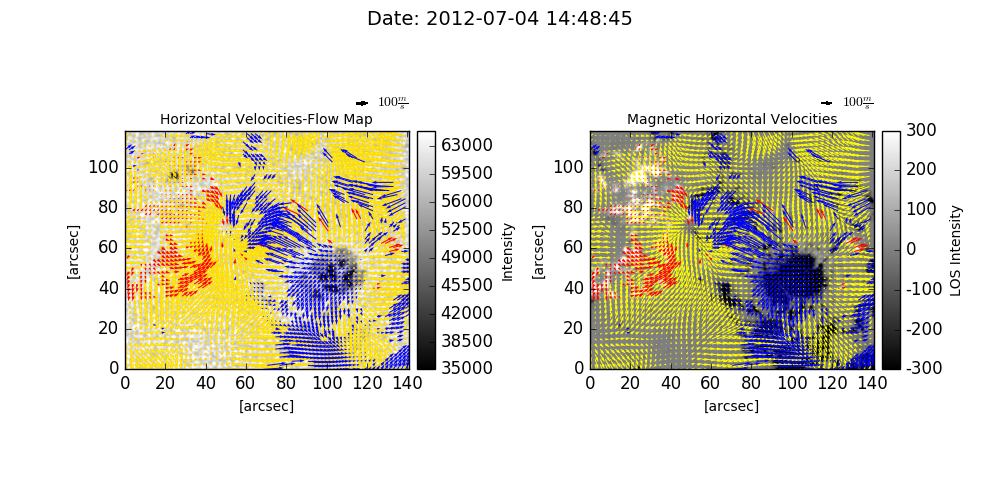 Date: 2012-07-04 14:48:45
100 m/s
Horizontal Velocities-Flow Map
100
80
60
40
20
0
[arcsec]
0 20 40 60 80 100 120 140
[arcsec]
63000
59500
56000
52500
49000
45500
42000
38500
35000
Intensity
100 m/s
Magnetic Horizontal Velocities
100
80
60
40
20
0
[arcsec]
0 20 40 60 80 100 120 140
[arcsec]
300
200
100
0
-100
-200
-300
LOS Intensity